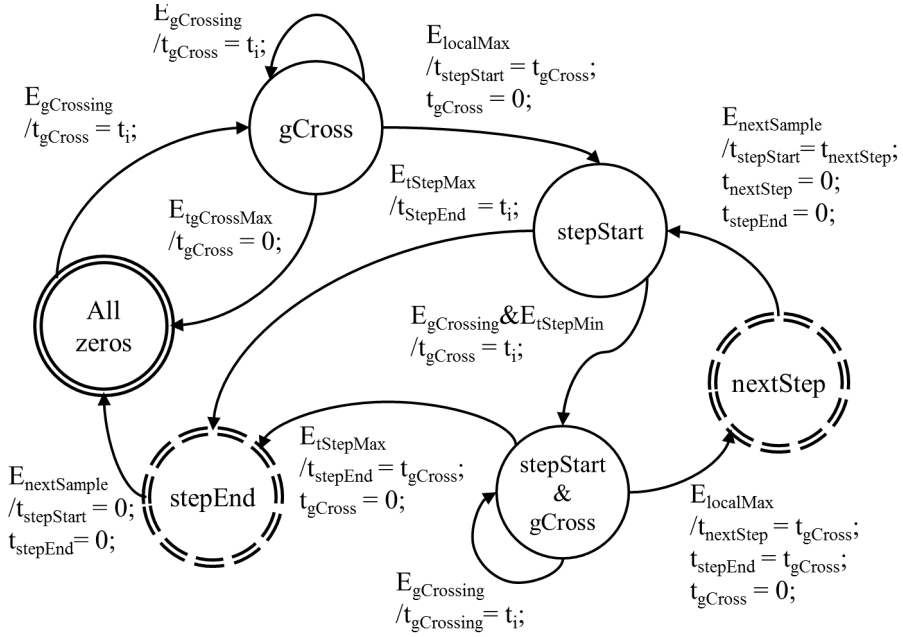 E_gCrossing
/t_gCross = t_i;
E_localMax
/t_stepStart = t_gCross;
t_gCross = 0;
E_gCrossing
/t_gCross = t_i;
gCross
E_nextSample
/t_stepStart= t_nextStep;
t_nextStep = 0;
t_stepEnd = 0;
E_tStepMax
/t_StepEnd = t_i;
E_tgCrossMax
/t_gCross = 0;
stepStart
All
zeros
E_gCrossing&E_tStepMin
/t_gCross = t_i;
nextStep
E_tStepMax
/t_stepEnd = t_gCross;
t_gCross = 0;
stepStart
&
gCross
E_nextSample
/t_stepStart = 0;
t_stepEnd= 0;
stepEnd
E_localMax
/t_nextStep = t_gCross;
t_stepEnd = t_gCross;
t_gCross = 0;
E_gCrossing
/t_gCrossing= t_i;